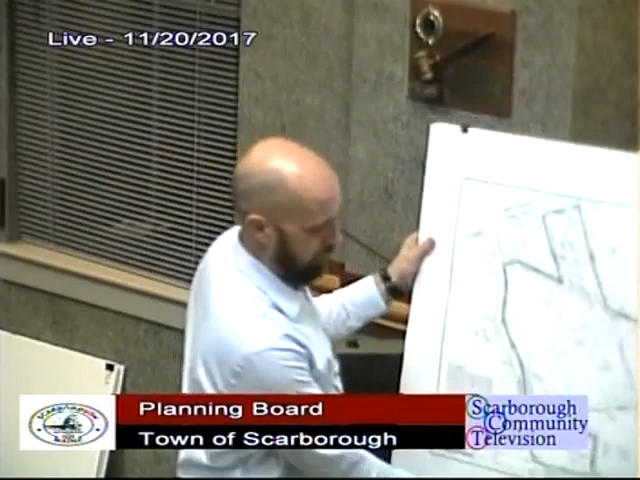 Live - 11/20/2017
Planning Board
Town of Scarborough
Scarborough
Community
Television